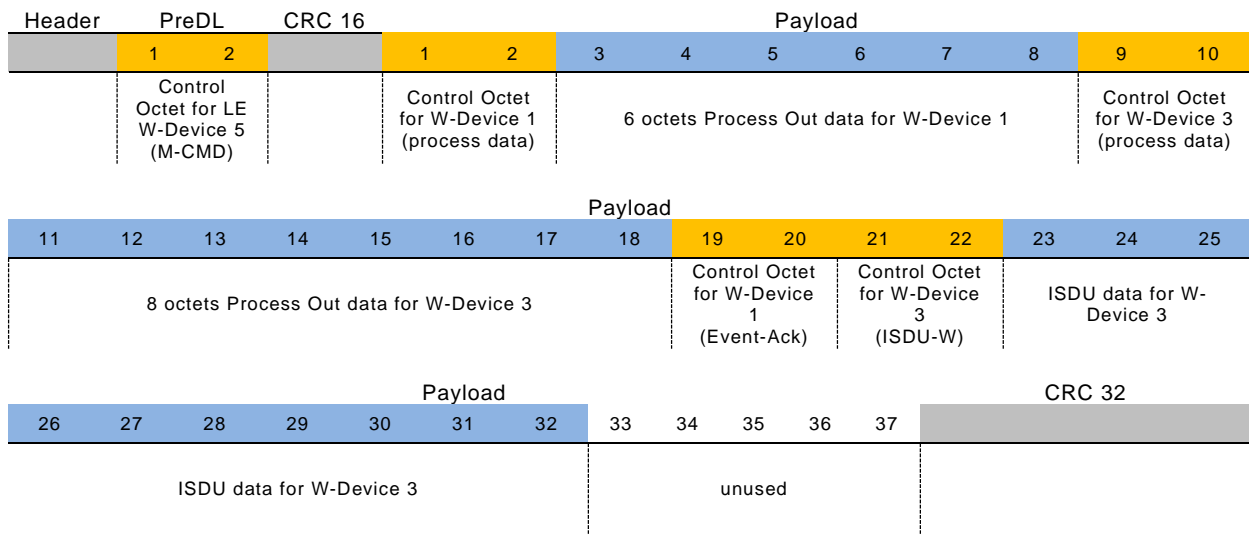 Header PreDL CRC 16 Payload
1 2 1 2 3 4 5 6 7 8 9 10
Control
Octet for LE
W-Device 5
(M-CMD)
Control Octet
for W-Device 1
(process data)
6 octets Process Out data for W-Device 1
Control Octet
for W-Device 3
(process data)
Payload
11 12 13 14 15 16 17 18 19 20 21 22 23 24 25
8 octets Process Out data for W-Device 3
Control Octet
for W-Device
1
(Event-Ack)
Control Octet
for W-Device
3
(ISDU-W)
ISDU data for W-
Device 3
Payload CRC 32
26 27 28 29 30 31 32 33 34 35 36 37
ISDU data for W-Device 3
unused